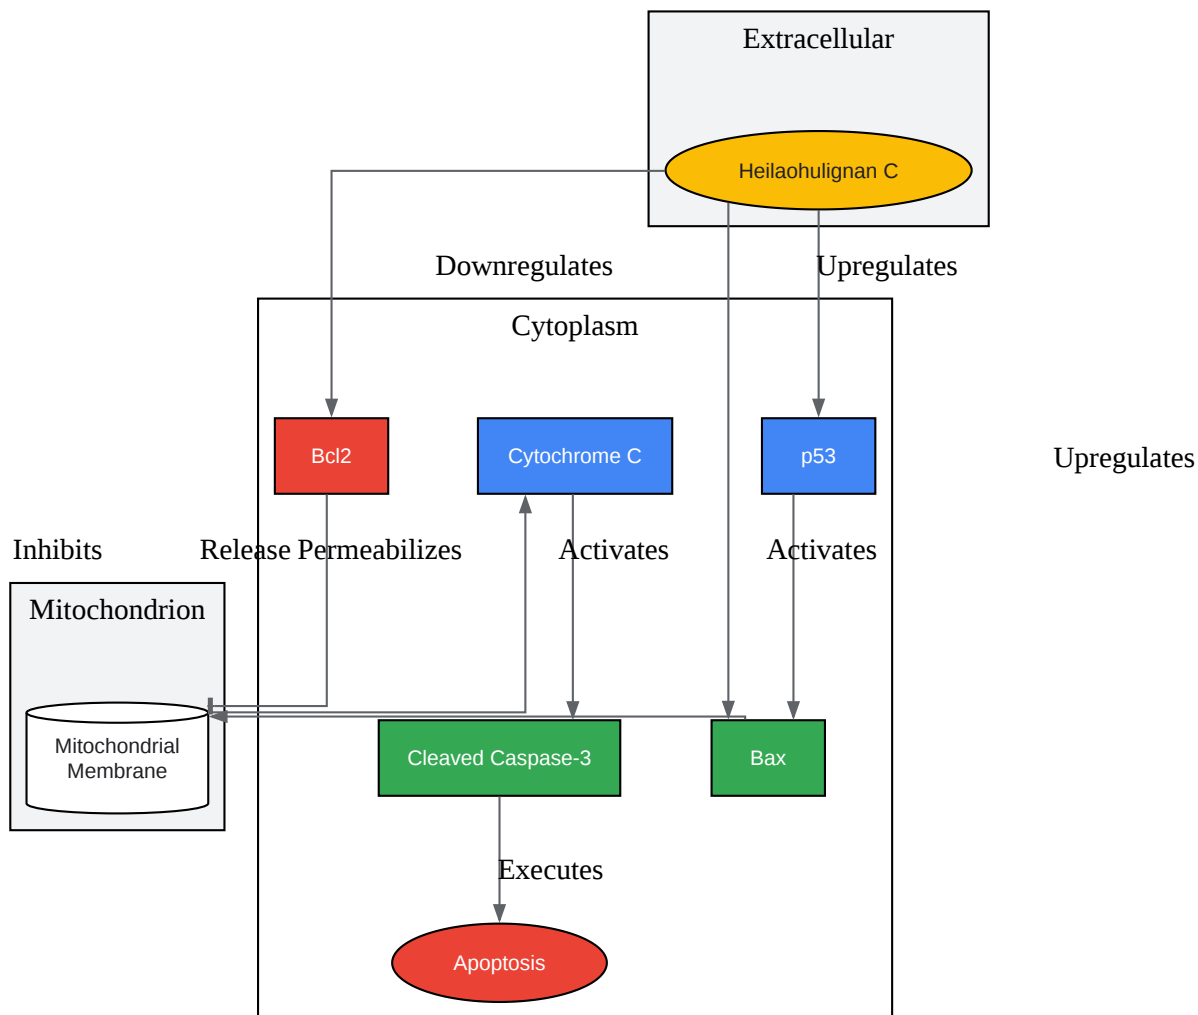 Extracellular
Heilaohulignan C
Downregulates
Upregulates
Cytoplasm
Bcl2
Cytochrome C
p53
Upregulates
Inhibits
Release
Permeabilizes
Activates
Activates
Mitochondrion
Mitochondrial
Membrane
Cleaved Caspase-3
Bax
Executes
Apoptosis